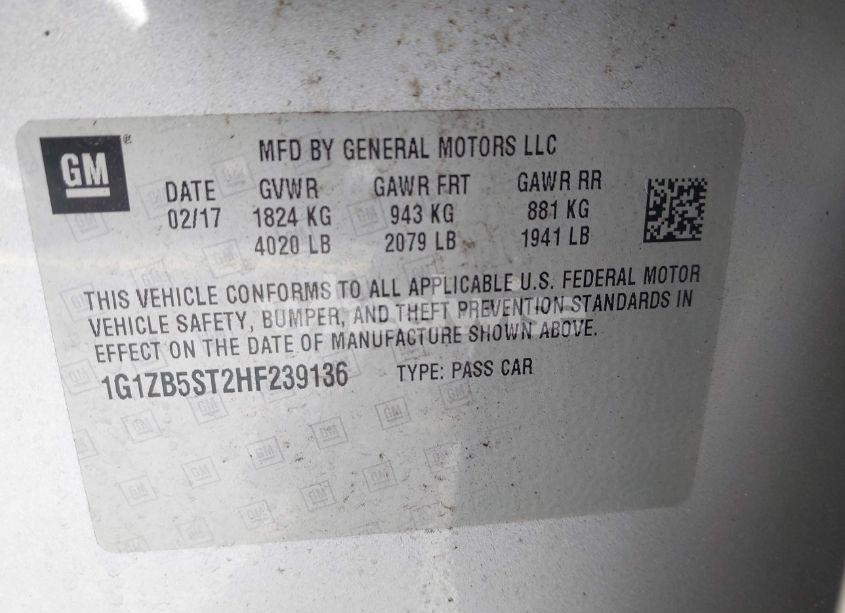 GM ®
MFD BY GENERAL MOTORS LLC
DATE GVWR GAWR FRT GAWR RR
02/17 1824 KG 943 KG 881 KG
4020 LB 2079 LB 1941 LB
THIS VEHICLE CONFORMS TO ALL APPLICABLE U.S. FEDERAL MOTOR
VEHICLE SAFETY, BUMPER, AND THEFT PREVENTION STANDARDS IN
EFFECT ON THE DATE OF MANUFACTURE SHOWN ABOVE.
1G1ZB5ST2HF239136 TYPE: PASS CAR